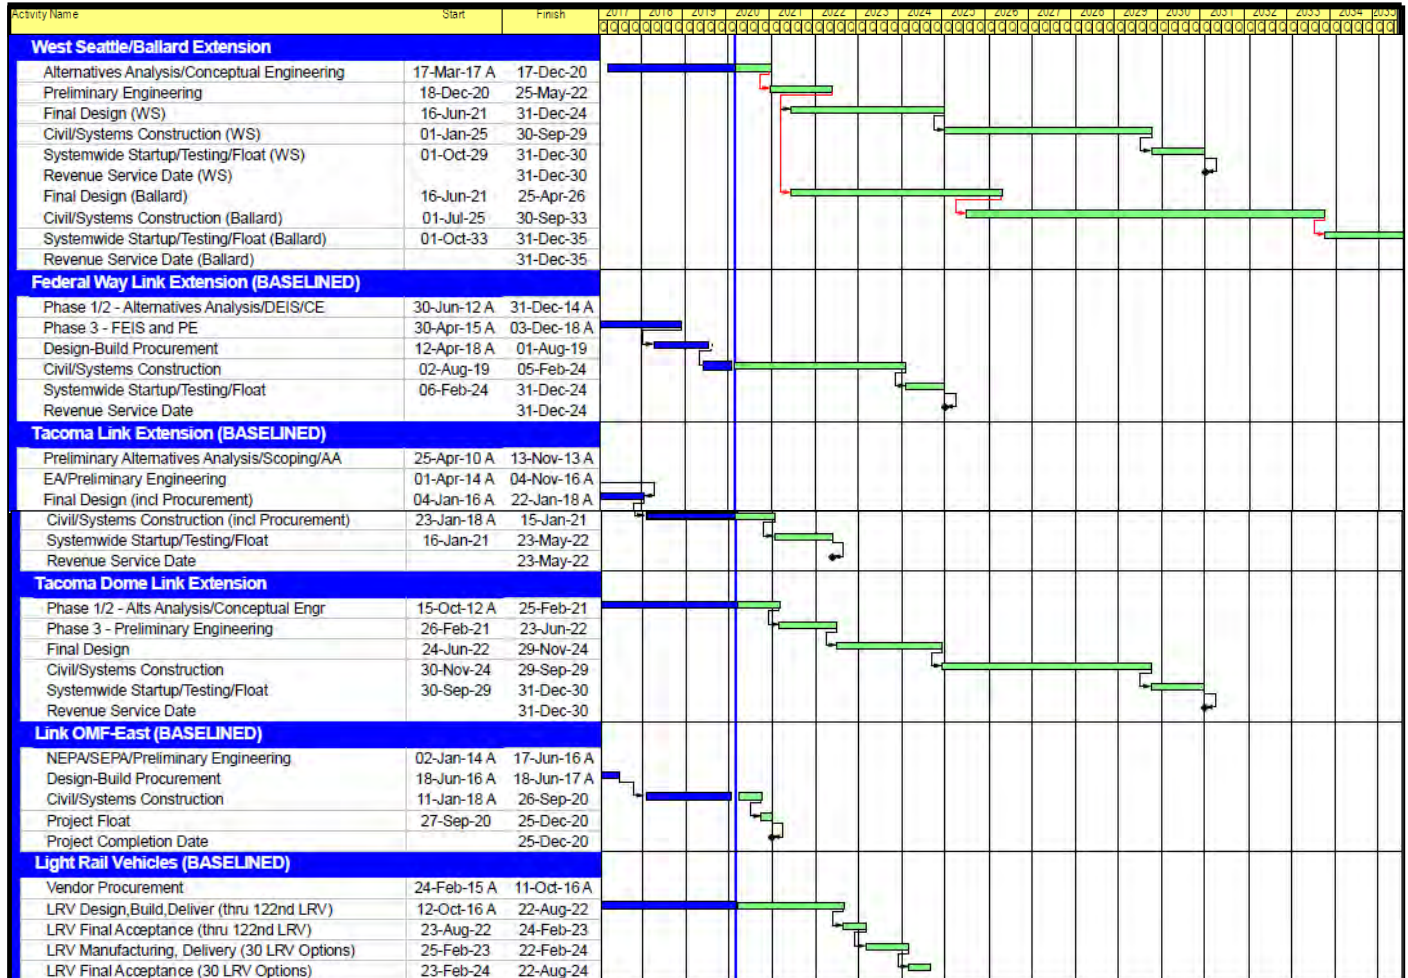 Activity Name Start Finish 2017 2018 2019 2020 2021 2022 2023 2024 2025 2026 2027 2028 2029 2030 2031 2032 2033 2034 2035
West Seattle/Ballard Extension
Alternatives Analysis/Conceptual Engineering 17-Mar-17 A 17-Dec-20
Preliminary Engineering 18-Dec-20 25-May-22
Final Design (WS) 16-Jun-21 31-Dec-24
Civil/Systems Construction (WS) 01-Jan-25 30-Sep-29
Systemwide Startup/Testing/Float (WS) 01-Oct-29 31-Dec-30
Revenue Service Date (WS) 31-Dec-30
Final Design (Ballard) 16-Jun-21 25-Apr-26
Civil/Systems Construction (Ballard) 01-Jul-25 30-Sep-33
Systemwide Startup/Testing/Float (Ballard) 01-Oct-33 31-Dec-35
Revenue Service Date (Ballard) 31-Dec-35
Federal Way Link Extension (BASELINED)
Phase 1/2 - Alternatives Analysis/DEIS/CE 30-Jun-12 A 31-Dec-14 A
Phase 3 - FEIS and PE 30-Apr-15 A 03-Dec-18 A
Design-Build Procurement 12-Apr-18 A 01-Aug-19
Civil/Systems Construction 02-Aug-19 05-Feb-24
Systemwide Startup/Testing/Float 06-Feb-24 31-Dec-24
Revenue Service Date 31-Dec-24
Tacoma Link Extension (BASELINED)
Preliminary Alternatives Analysis/Scoping/AA 25-Apr-10 A 13-Nov-13 A
EA/Preliminary Engineering 01-Apr-14 A 04-Nov-16 A
Final Design (incl Procurement) 04-Jan-16 A 22-Jan-18 A
Civil/Systems Construction (incl Procurement) 23-Jan-18 A 15-Jan-21
Systemwide Startup/Testing/Float 16-Jan-21 23-May-22
Revenue Service Date 23-May-22
Tacoma Dome Link Extension
Phase 1/2 - Alts Analysis/Conceptual Engr 15-Oct-12 A 25-Feb-21
Phase 3 - Preliminary Engineering 26-Feb-21 23-Jun-22
Final Design 24-Jun-22 29-Nov-24
Civil/Systems Construction 30-Nov-24 29-Sep-29
Systemwide Startup/Testing/Float 30-Sep-29 31-Dec-30
Revenue Service Date 31-Dec-30
Link OMF-East (BASELINED)
NEPA/SEPA/Preliminary Engineering 02-Jan-14 A 17-Jun-16 A
Design-Build Procurement 18-Jun-16 A 18-Jun-17 A
Civil/Systems Construction 11-Jan-18 A 26-Sep-20
Project Float 27-Sep-20 25-Dec-20
Project Completion Date 25-Dec-20
Light Rail Vehicles (BASELINED)
Vendor Procurement 24-Feb-15 A 11-Oct-16 A
LRV Design,Build,Deliver (thru 122nd LRV) 12-Oct-16 A 22-Aug-22
LRV Final Acceptance (thru 122nd LRV) 23-Aug-22 24-Feb-23
LRV Manufacturing, Delivery (30 LRV Options) 25-Feb-23 22-Feb-24
LRV Final Acceptance (30 LRV Options) 23-Feb-24 22-Aug-24